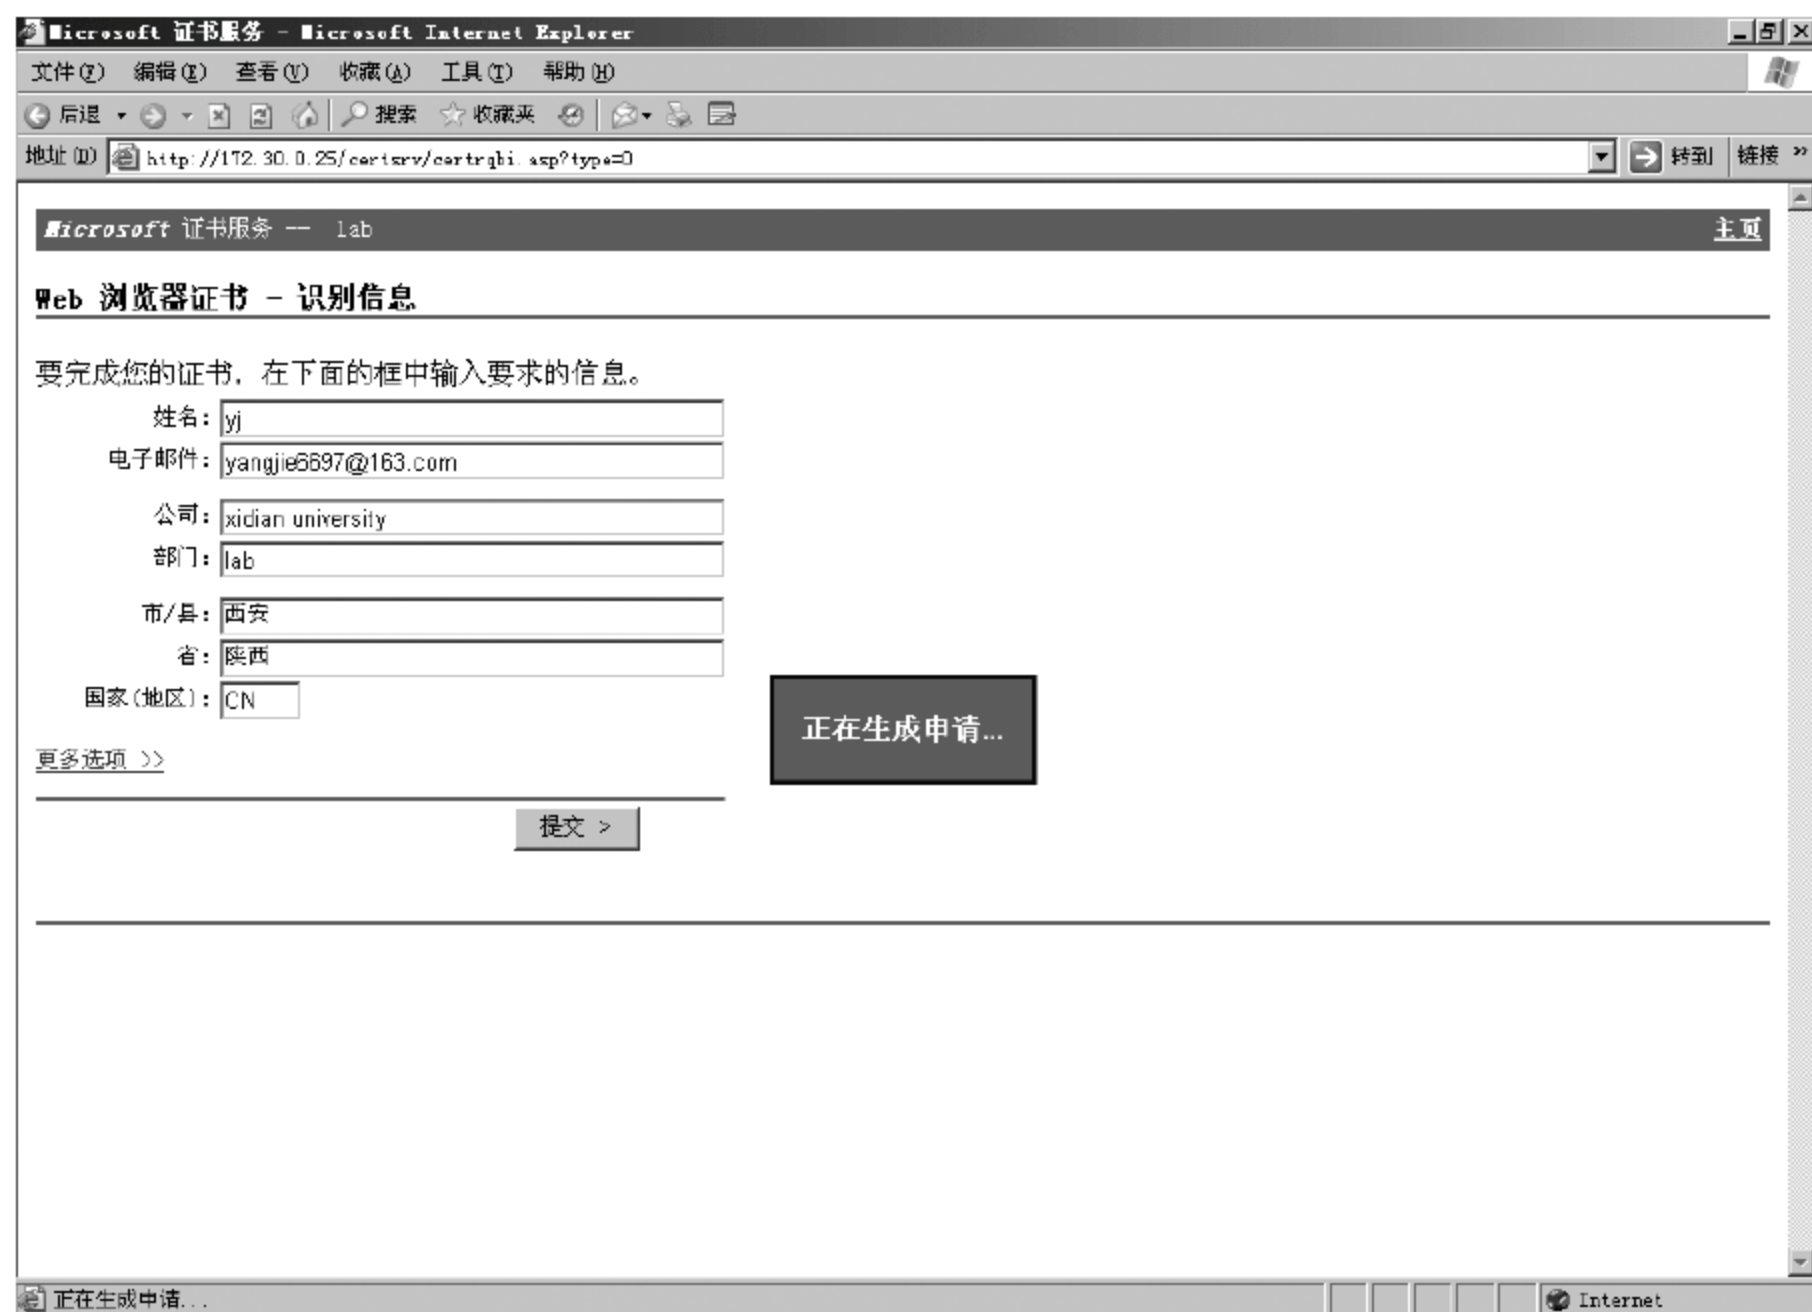 Microsoft 证书服务 - Microsoft Internet Explorer
文件(F) 编辑(E) 查看(V) 收藏(A) 工具(T) 帮助(H)
后退 搜索 收藏夹
地址(D) http://172.30.0.25/certsrv/certrqbi.asp?type=0 转到 链接 »
Microsoft 证书服务 -- lab 主页
Web 浏览器证书 - 识别信息
要完成您的证书，在下面的框中输入要求的信息。
姓名: yj
电子邮件: yangjie6697@163.com
公司: xidian university
部门: lab
市/县: 西安
省: 陕西
国家(地区): CN
正在生成申请...
更多选项 >>
提交 >
正在生成申请... Internet